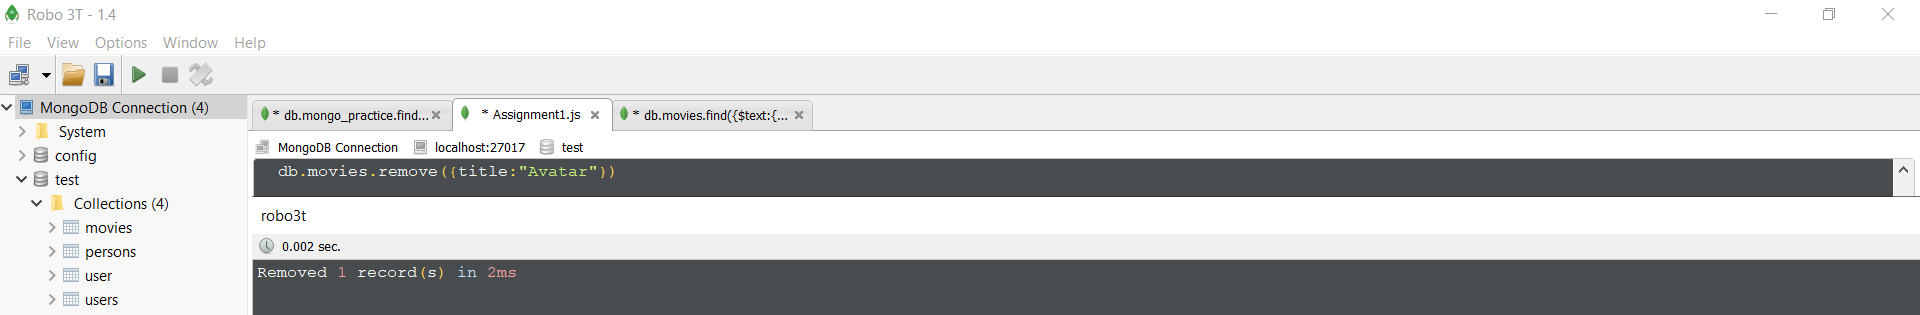 Robo 3T - 1.4
File View Options Window Help
MongoDB Connection (4)
System
config
test
Collections (4)
movies
persons
user
users
* db.mongo_practice.find... * Assignment1.js * db.movies.find({$text:{...
MongoDB Connection localhost:27017 test
db.movies.remove({title:"Avatar"})
robo3t
0.002 sec.
Removed 1 record(s) in 2ms